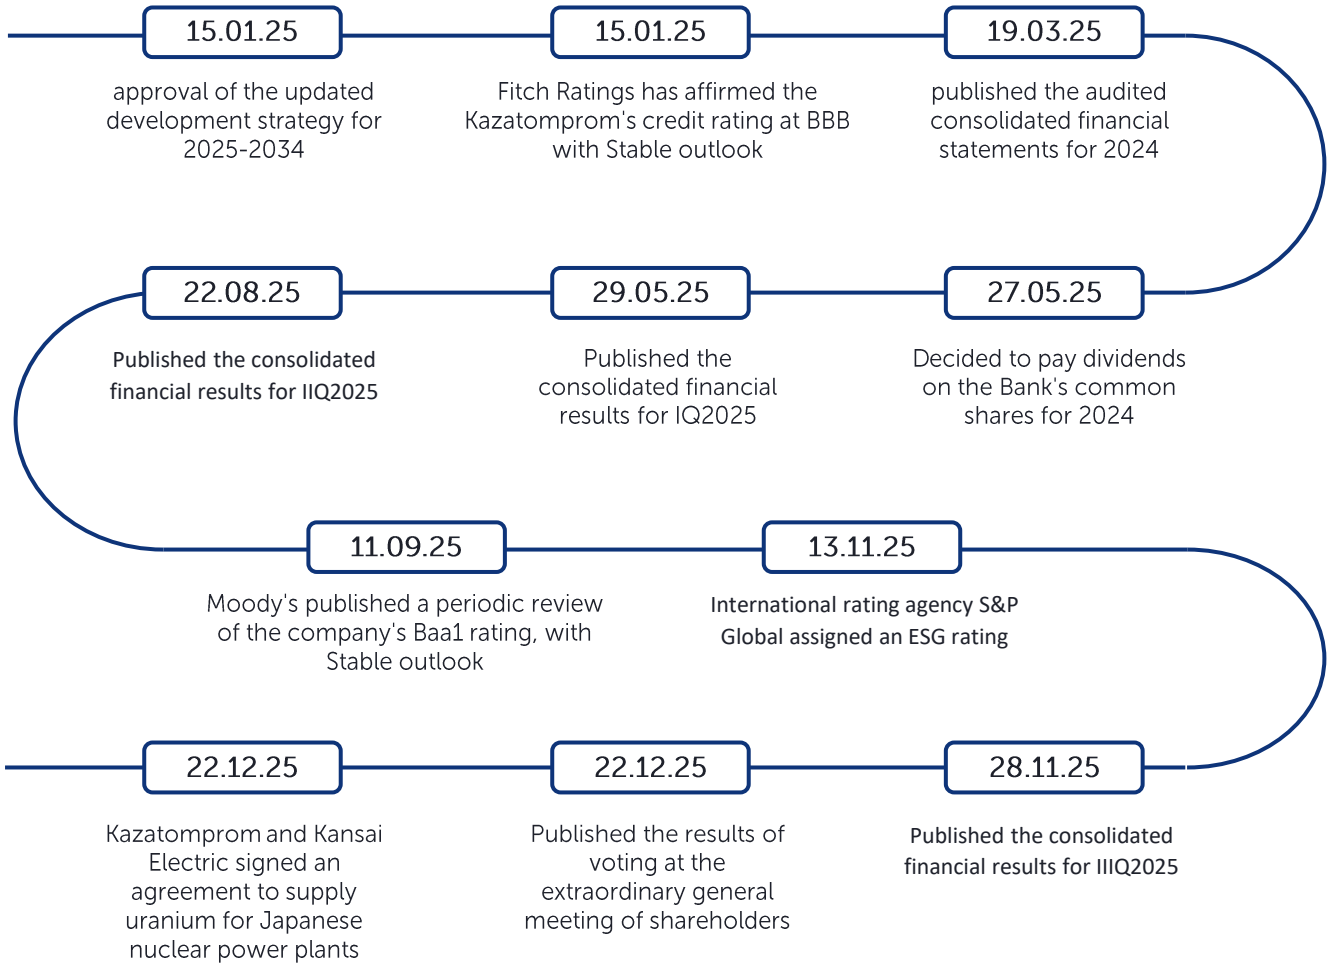 15.01.25
approval of the updated
development strategy for
2025-2034
15.01.25
Fitch Ratings has affirmed the
Kazatomprom's credit rating at BBB
with Stable outlook
19.03.25
published the audited
consolidated financial
statements for 2024
27.05.25
Decided to pay dividends
on the Bank's common
shares for 2024
29.05.25
Published the
consolidated financial
results for IQ2025
22.08.25
Published the consolidated
financial results for IIQ2025
11.09.25
Moody's published a periodic review
of the company's Baa1 rating, with
Stable outlook
13.11.25
International rating agency S&P
Global assigned an ESG rating
28.11.25
Published the consolidated
financial results for IIIQ2025
22.12.25
Published the results of
voting at the
extraordinary general
meeting of shareholders
22.12.25
Kazatomprom and Kansai
Electric signed an
agreement to supply
uranium for Japanese
nuclear power plants